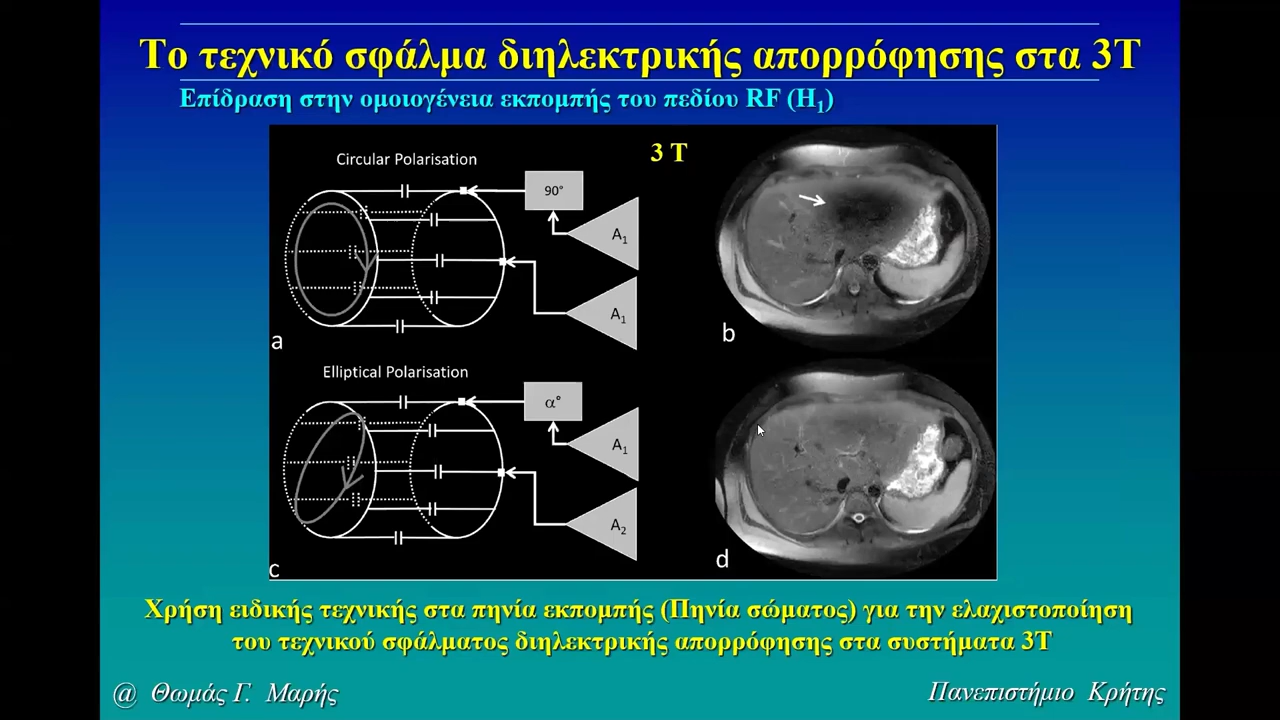 Το τεχνικό σφάλμα διηλεκτρικής απορρόφησης στα 3Τ
Επίδραση στην ομοιογένεια εκπομπής του πεδίου RF (H1)
3 T
Circular Polarisation
90°
A1
A1
a
b
Elliptical Polarisation
α°
A1
A2
c
d
Χρήση ειδικής τεχνικής στα πηνία εκπομπής (Πηνία σώματος) για την ελαχιστοποίηση
του τεχνικού σφάλματος διηλεκτρικής απορρόφησης στα συστήματα 3Τ
@ Θωμάς Γ. Μαρής
Πανεπιστήμιο Κρήτης